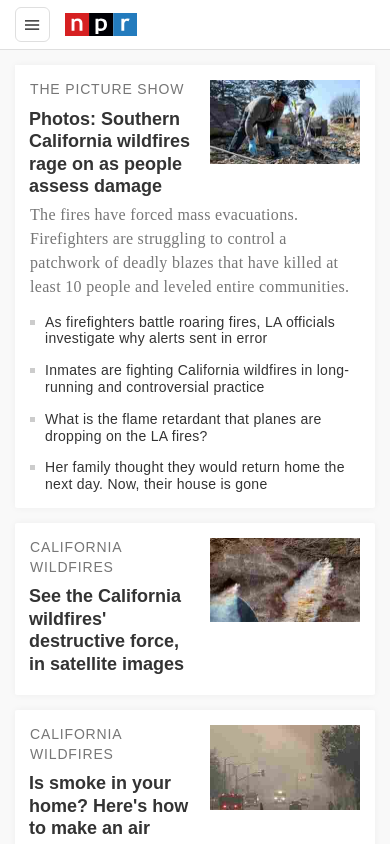 npr
THE PICTURE SHOW
Photos: Southern
California wildfires
rage on as people
assess damage
The fires have forced mass evacuations.
Firefighters are struggling to control a
patchwork of deadly blazes that have killed at
least 10 people and leveled entire communities.
As firefighters battle roaring fires, LA officials
investigate why alerts sent in error
Inmates are fighting California wildfires in long-
running and controversial practice
What is the flame retardant that planes are
dropping on the LA fires?
Her family thought they would return home the
next day. Now, their house is gone
CALIFORNIA
WILDFIRES
See the California
wildfires'
destructive force,
in satellite images
CALIFORNIA
WILDFIRES
Is smoke in your
home? Here's how
to make an air